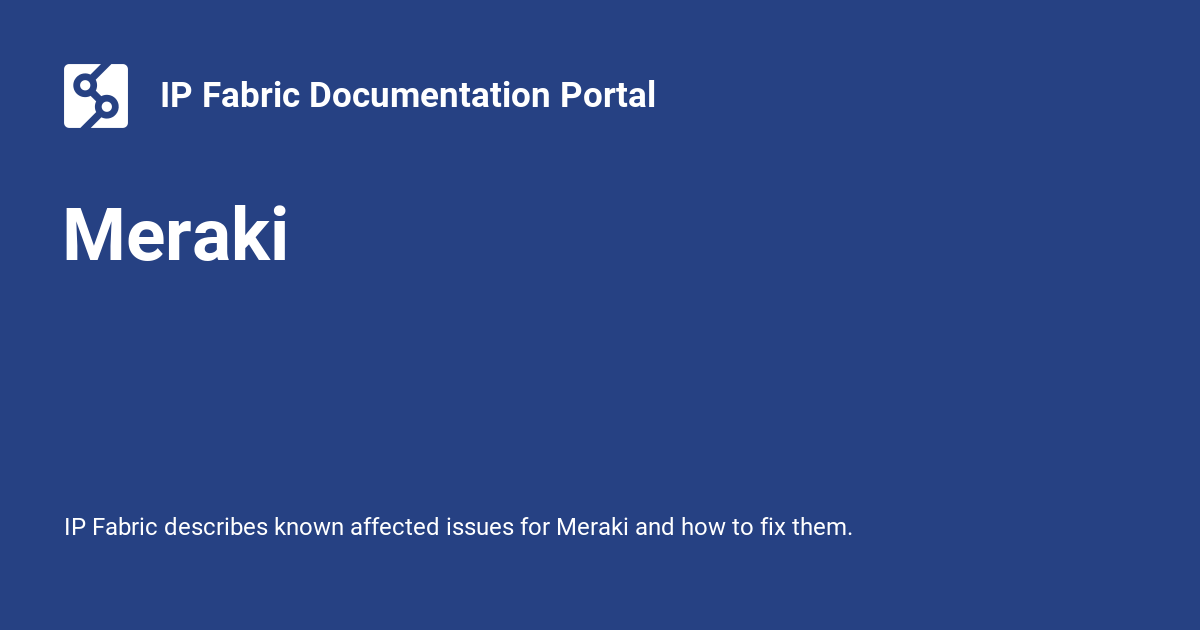 IP Fabric Documentation Portal
Meraki
IP Fabric describes known affected issues for Meraki and how to fix them.